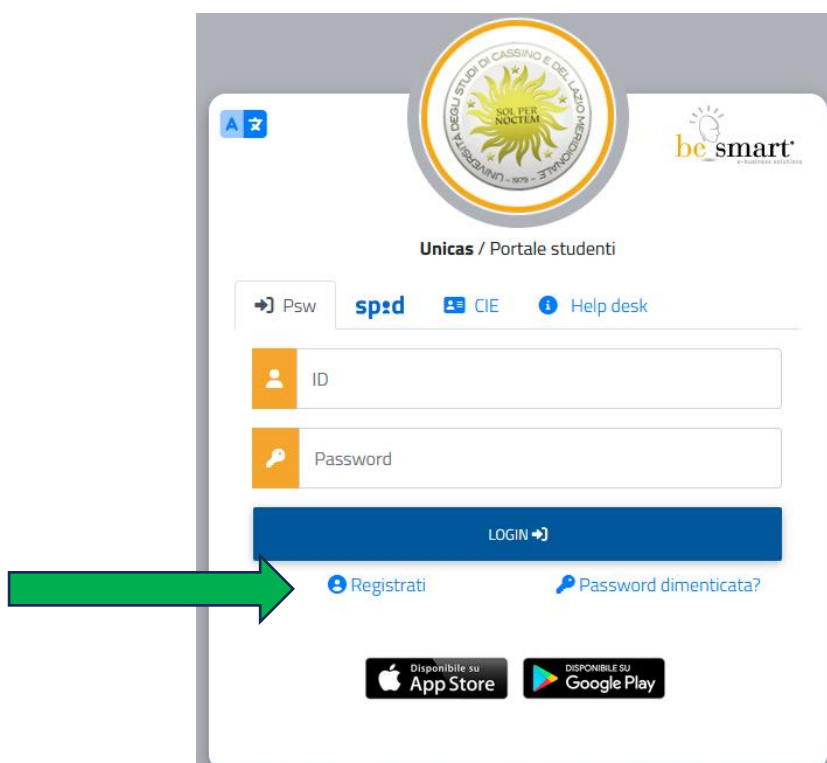 UNIVERSITA DEGLI STUDI DI CASSINO E DEL LAZIO MERIDIONALE
SOL PER
NOCTEM
- 1979 -
A
be smart
e-business solutions
Unicas / Portale studenti
Psw
spid
CIE
Help desk
ID
Password
LOGIN
Registrati
Password dimenticata?
Disponibile su
App Store
DISPONIBILE SU
Google Play